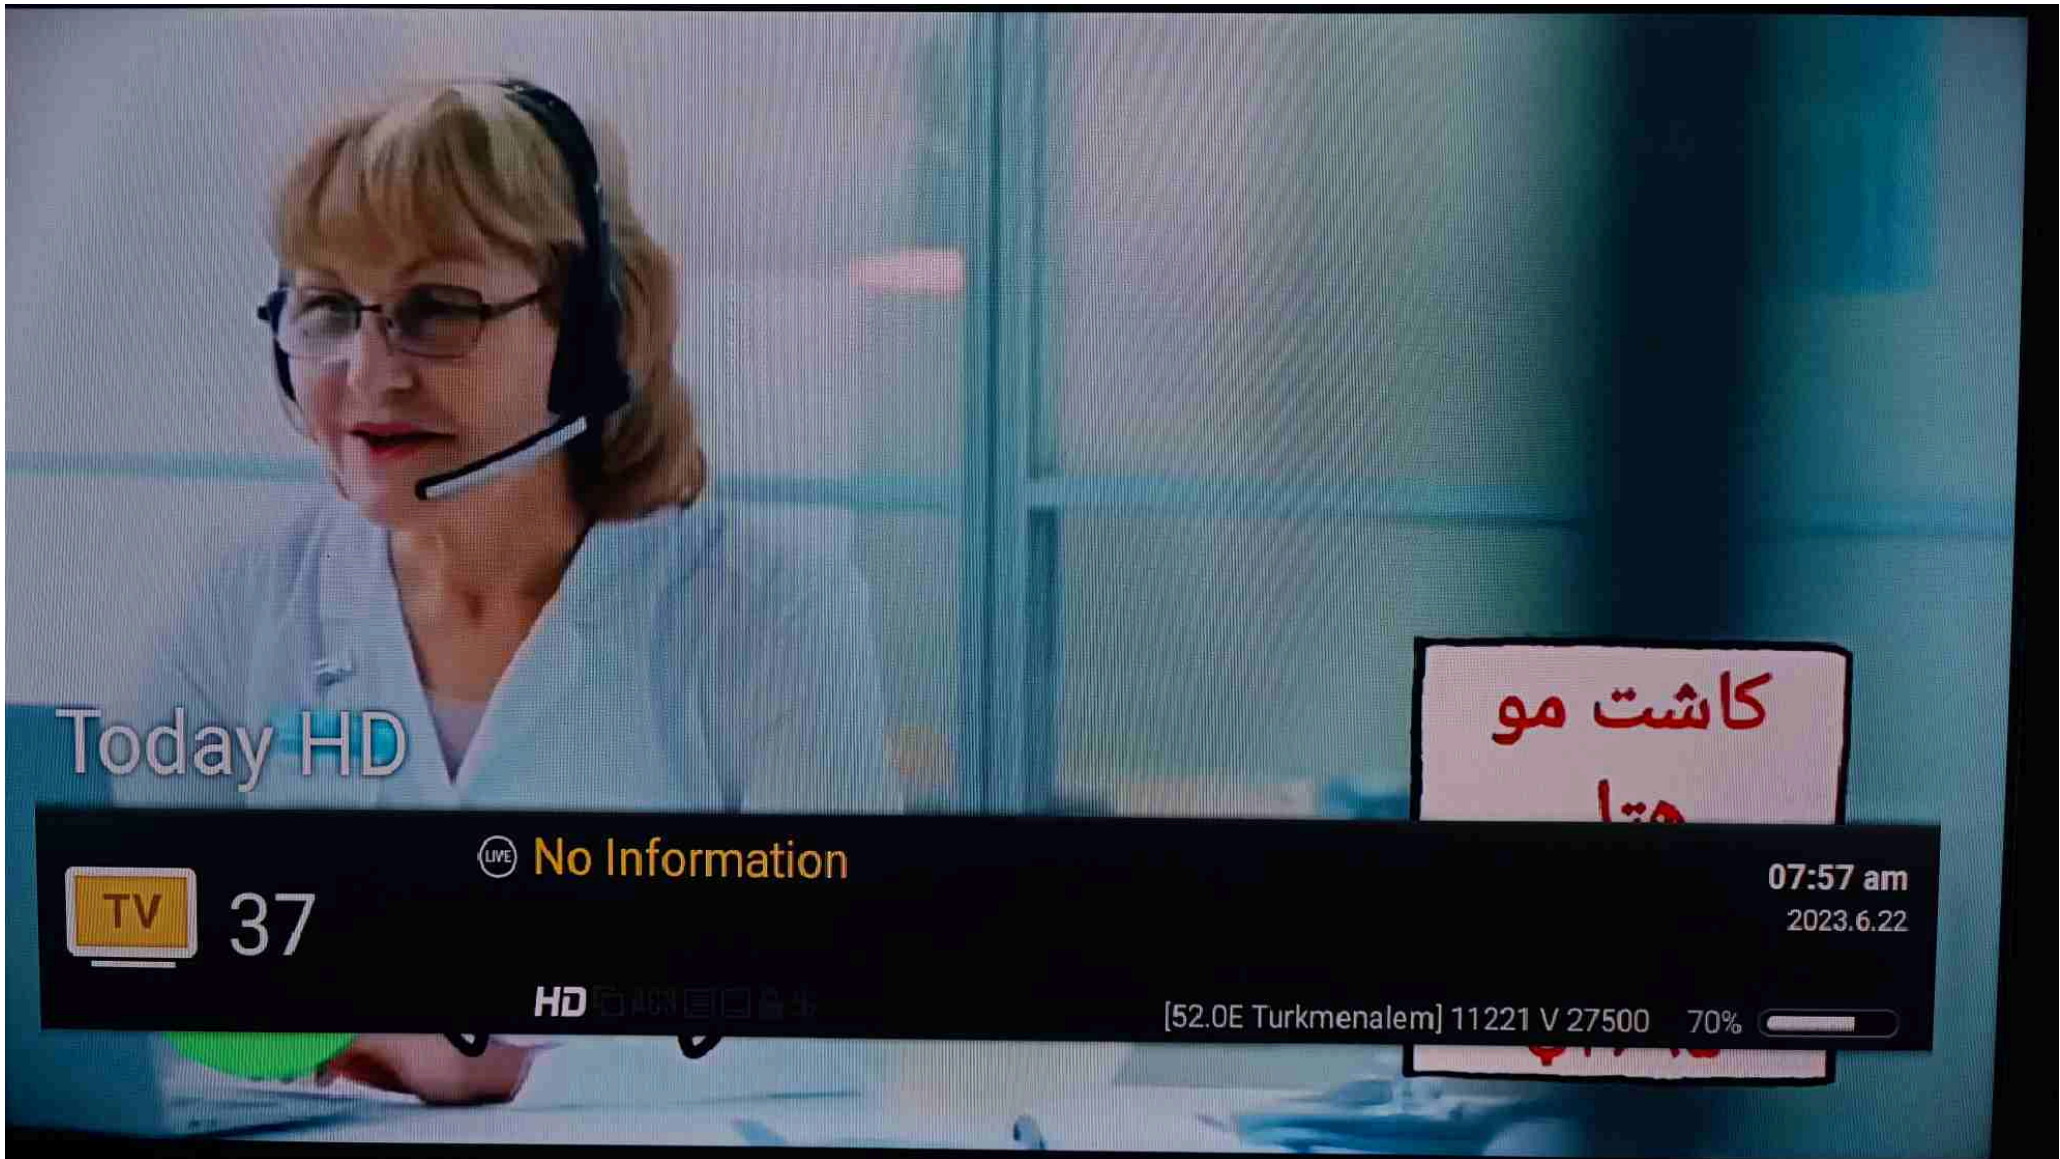 کاشت مو
Today HD
LIVE No Information
TV 37
07:57 am
2023.6.22
HD
[52.0E Turkmenalem] 11221 V 27500 70%